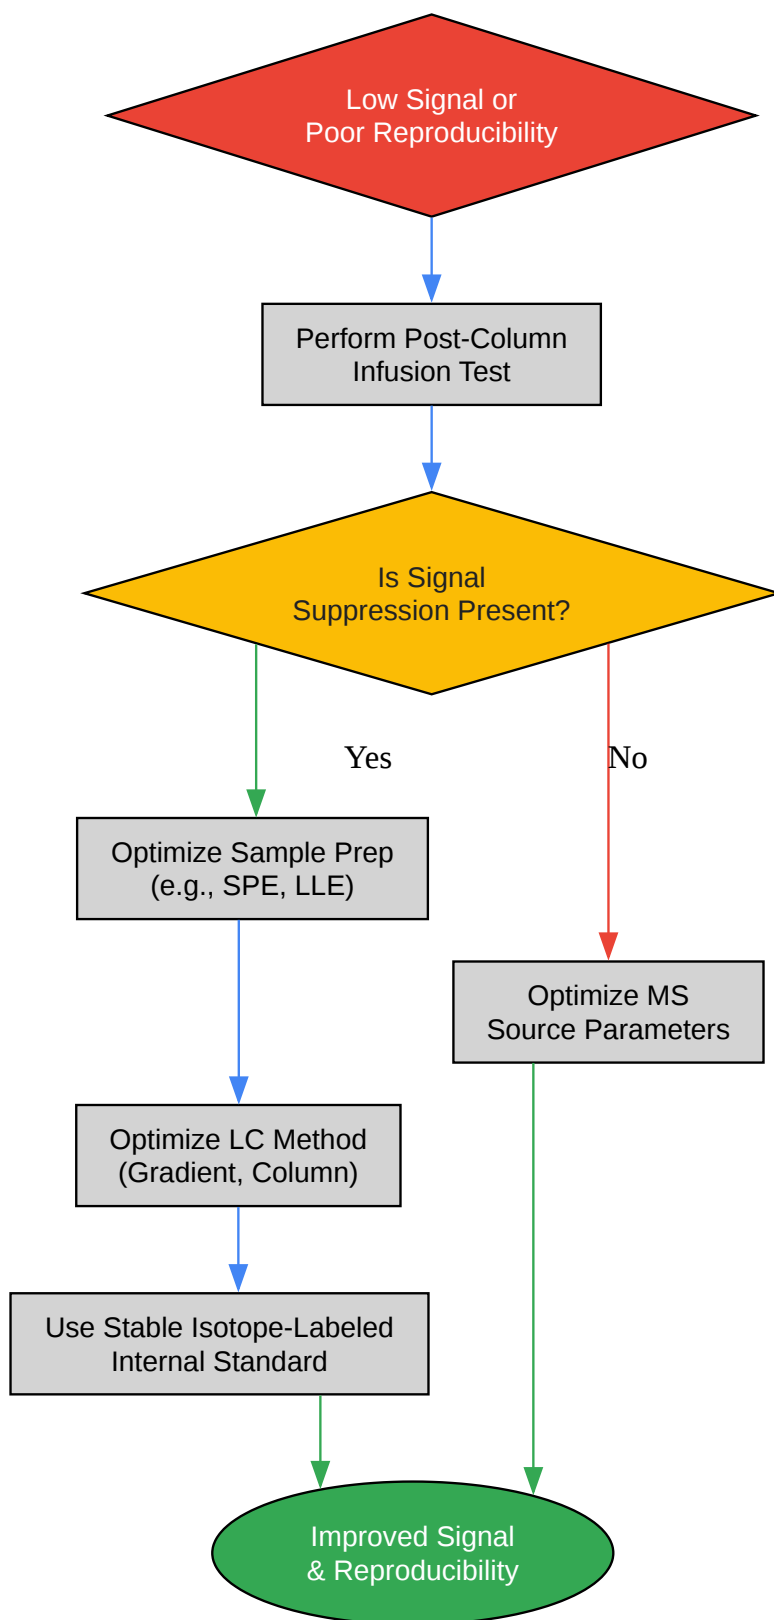 Low Signal or
Poor Reproducibility
Perform Post-Column
Infusion Test
Is Signal
Suppression Present?
Yes
No
Optimize Sample Prep
(e.g., SPE, LLE)
Optimize MS
Source Parameters
Optimize LC Method
(Gradient, Column)
Use Stable Isotope-Labeled
Internal Standard
Improved Signal
& Reproducibility